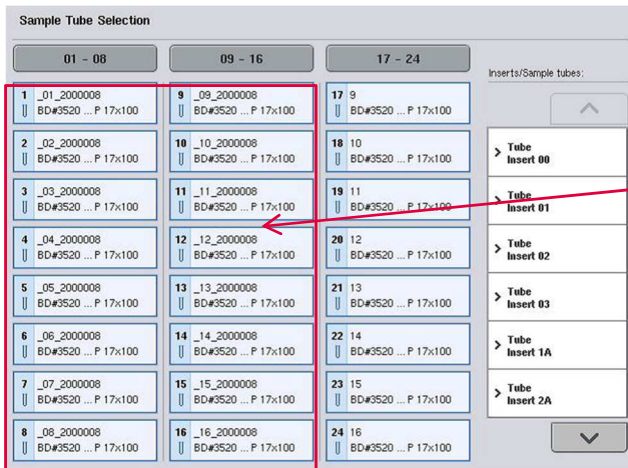 Sample Tube Selection
01 - 08
09 - 16
17 - 24
Inserts/Sample tubes:
1 _01_2000008
BD#3520 ... P 17x100
2 _02_2000008
BD#3520 ... P 17x100
3 _03_2000008
BD#3520 ... P 17x100
4 _04_2000008
BD#3520 ... P 17x100
5 _05_2000008
BD#3520 ... P 17x100
6 _06_2000008
BD#3520 ... P 17x100
7 _07_2000008
BD#3520 ... P 17x100
8 _08_2000008
BD#3520 ... P 17x100
9 _09_2000008
BD#3520 ... P 17x100
10 _10_2000008
BD#3520 ... P 17x100
11 _11_2000008
BD#3520 ... P 17x100
12 _12_2000008
BD#3520 ... P 17x100
13 _13_2000008
BD#3520 ... P 17x100
14 _14_2000008
BD#3520 ... P 17x100
15 _15_2000008
BD#3520 ... P 17x100
16 _16_2000008
BD#3520 ... P 17x100
17 9
BD#3520 ... P 17x100
18 10
BD#3520 ... P 17x100
19 11
BD#3520 ... P 17x100
20 12
BD#3520 ... P 17x100
21 13
BD#3520 ... P 17x100
22 14
BD#3520 ... P 17x100
23 15
BD#3520 ... P 17x100
24 16
BD#3520 ... P 17x100
Tube
Insert 00
Tube
Insert 01
Tube
Insert 02
Tube
Insert 03
Tube
Insert 1A
Tube
Insert 2A